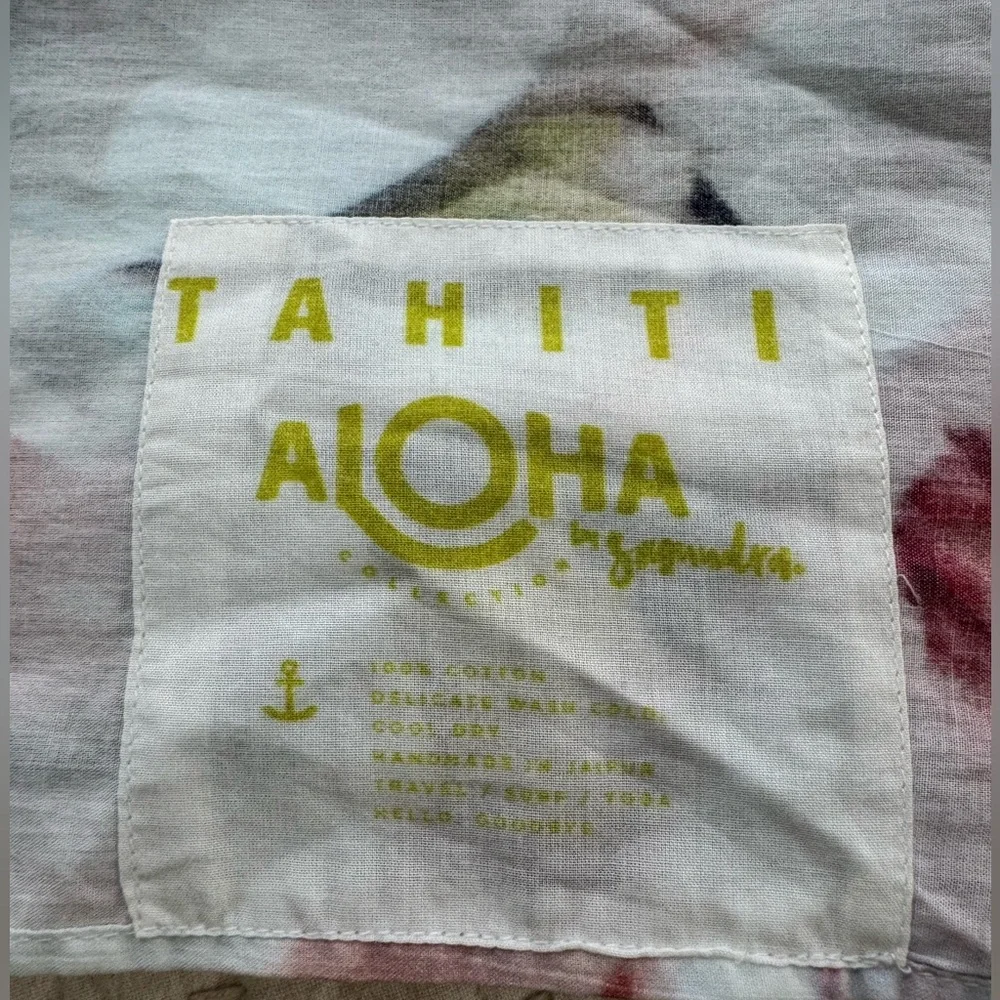 TAHITI
ALOHA
by samudra.
COLLECTION
100% COTTON
DELICATE WASH COLD,
COOL DRY
HANDMADE IN JAIPUR
TRAVEL / SURF / YOGA
HELLO. GOODBYE.